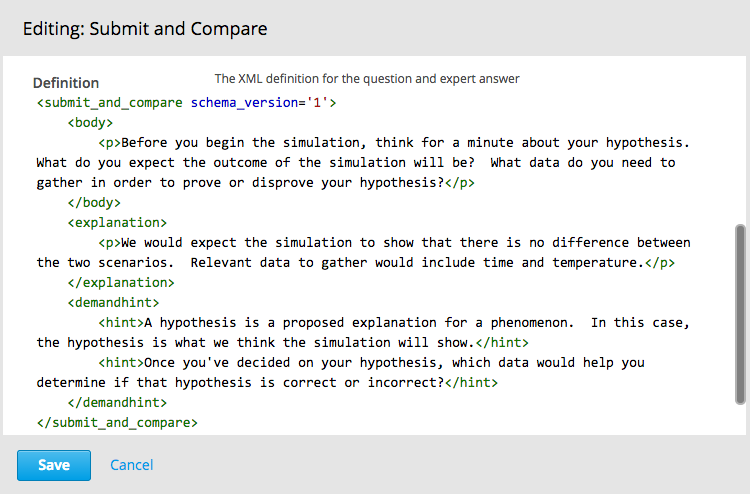 Editing: Submit and Compare
Definition
The XML definition for the question and expert answer
<submit_and_compare schema_version='1'>
    <body>
        <p>Before you begin the simulation, think for a minute about your hypothesis.
What do you expect the outcome of the simulation will be?  What data do you need to
gather in order to prove or disprove your hypothesis?</p>
    </body>
    <explanation>
        <p>We would expect the simulation to show that there is no difference between
the two scenarios.  Relevant data to gather would include time and temperature.</p>
    </explanation>
    <demandhint>
        <hint>A hypothesis is a proposed explanation for a phenomenon.  In this case,
the hypothesis is what we think the simulation will show.</hint>
        <hint>Once you've decided on your hypothesis, which data would help you
determine if that hypothesis is correct or incorrect?</hint>
    </demandhint>
</submit_and_compare>
Save
Cancel